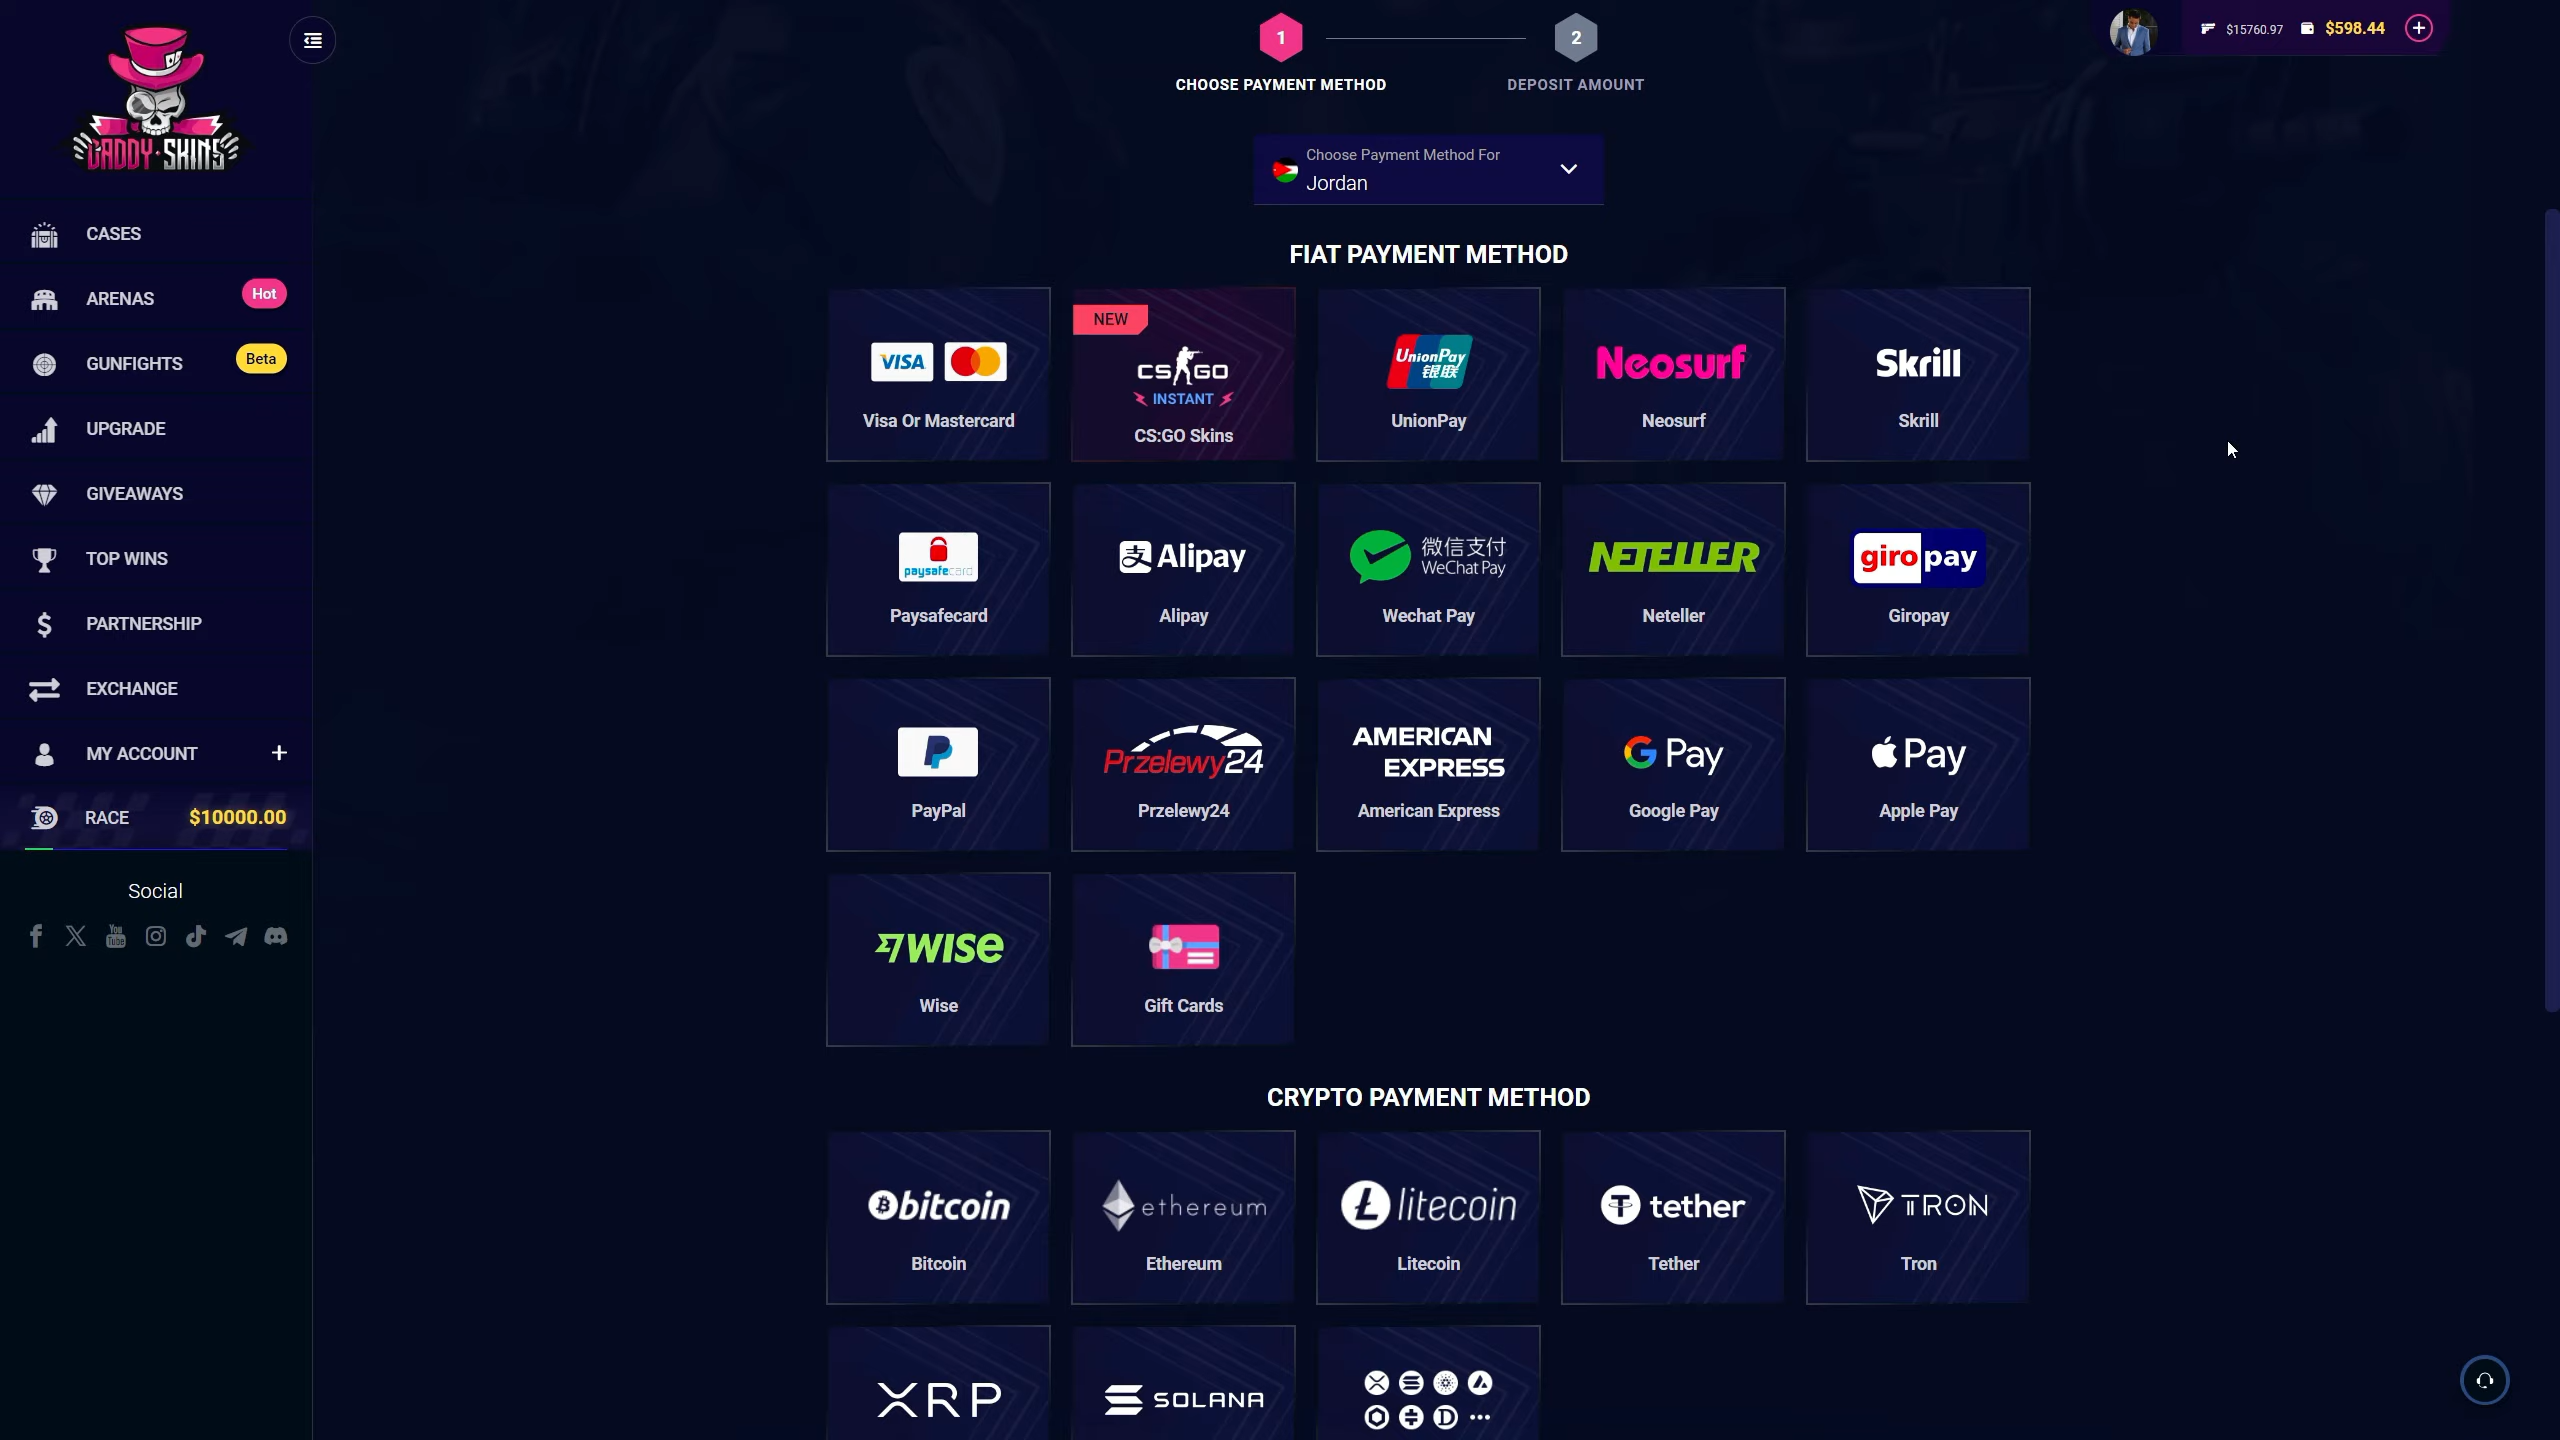 1
2
CHOOSE PAYMENT METHOD
DEPOSIT AMOUNT
$15760.97
$598.44
DADDY SKINS
Choose Payment Method For
Jordan
CASES
ARENAS
Hot
GUNFIGHTS
Beta
UPGRADE
GIVEAWAYS
TOP WINS
PARTNERSHIP
EXCHANGE
MY ACCOUNT
RACE
$10000.00
Social
You
Tube
FIAT PAYMENT METHOD
VISA
Visa Or Mastercard
NEW
CS GO
INSTANT
CS:GO Skins
UnionPay
银联
UnionPay
Neosurf
Neosurf
Skrill
Skrill
paysafecard
Paysafecard
支 Alipay
Alipay
微信支付
WeChat Pay
Wechat Pay
NETELLER
Neteller
giropay
Giropay
PayPal
Przelewy24
Przelewy24
AMERICAN
EXPRESS
American Express
G Pay
Google Pay
Pay
Apple Pay
WISE
Wise
Gift Cards
CRYPTO PAYMENT METHOD
bitcoin
Bitcoin
ethereum
Ethereum
litecoin
Litecoin
tether
Tether
TRON
Tron
XRP
SOLANA